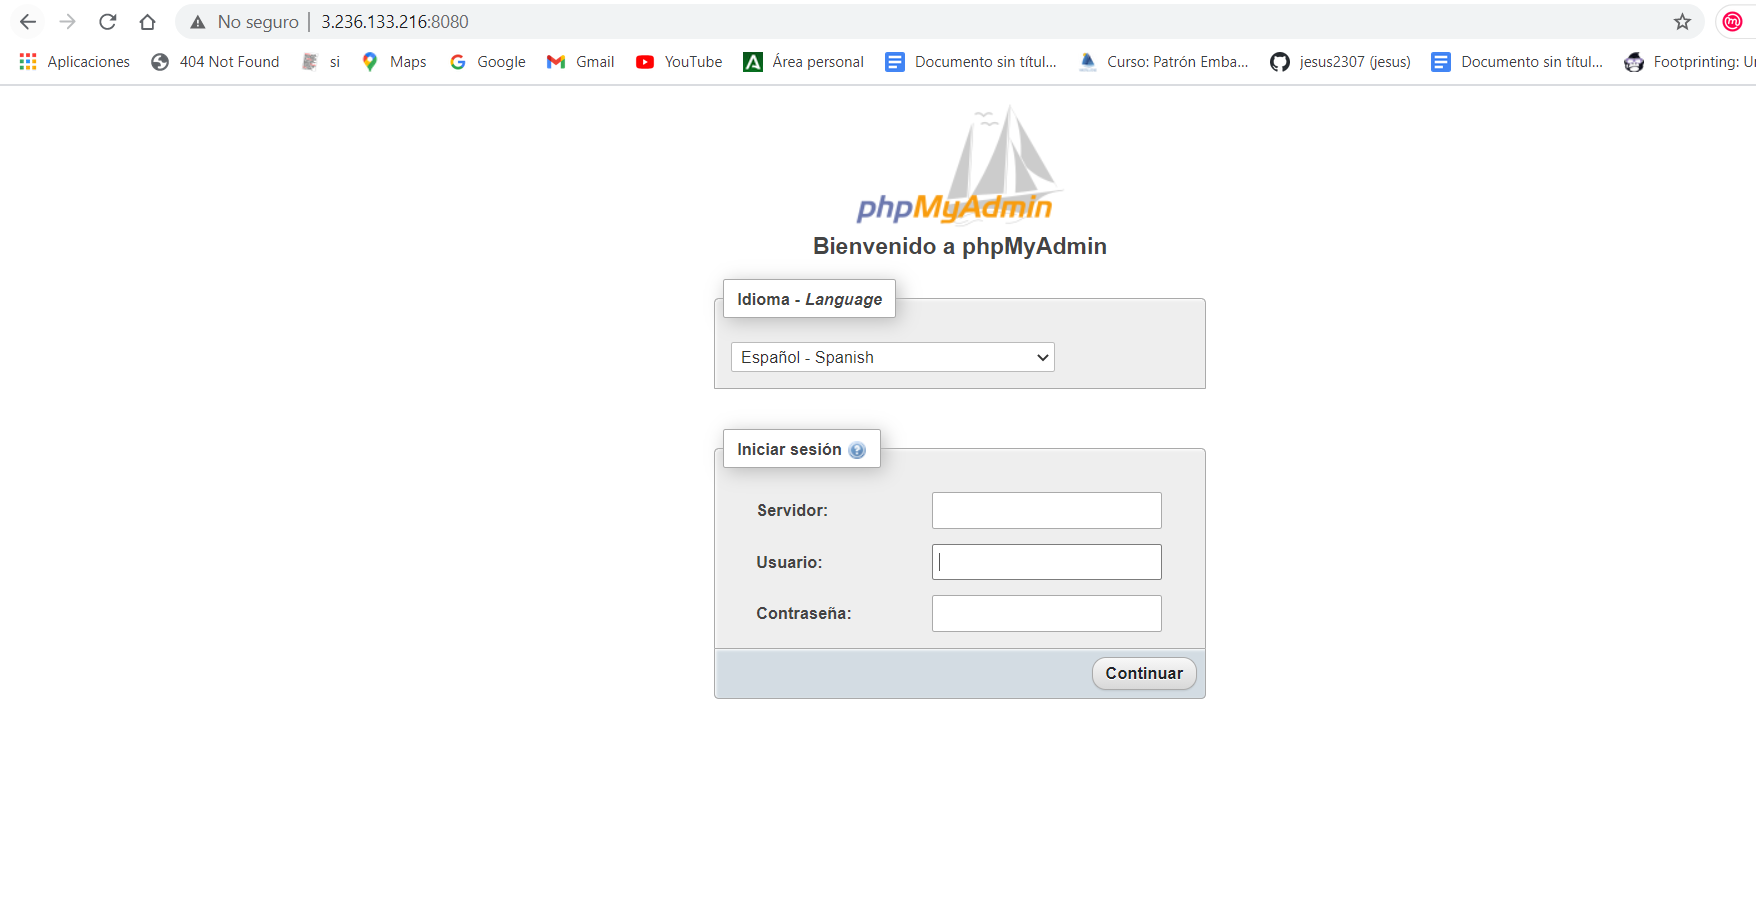 No seguro | 3.236.133.216:8080
Aplicaciones 404 Not Found si Maps Google Gmail YouTube Área personal Documento sin títul... Curso: Patrón Emba... jesus2307 (jesus) Documento sin títul... Footprinting: Un
phpMyAdmin
Bienvenido a phpMyAdmin
Idioma - Language
Español - Spanish
Iniciar sesión
Servidor:
Usuario:
Contraseña:
Continuar